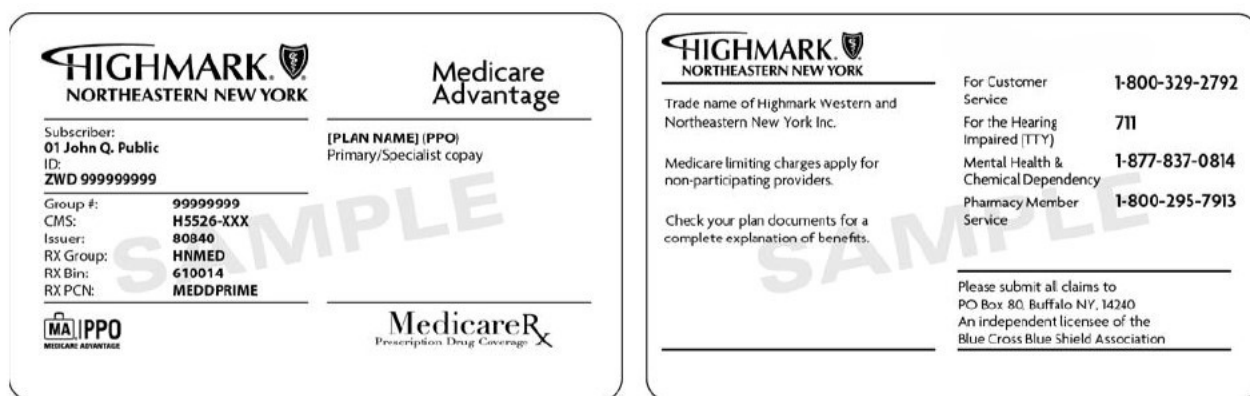 HIGHMARK.
NORTHEASTERN NEW YORK
Medicare
Advantage
Subscriber:
01 John Q. Public
ID:
ZWD 999999999
[PLAN NAME] (PPO)
Primary/Specialist copay
Group #: 99999999
CMS: H5526-XXX
Issuer: 80840
RX Group: HNMED
RX Bin: 610014
RX PCN: MEDDPRIME
SAMPLE
MA PPO
MEDICARE ADVANTAGE
MedicareRx
Prescription Drug Coverage
HIGHMARK.
NORTHEASTERN NEW YORK
Trade name of Highmark Western and
Northeastern New York Inc.
Medicare limiting charges apply for
non-participating providers.
Check your plan documents for a
complete explanation of benefits.
For Customer
Service 1-800-329-2792
For the Hearing
Impaired (TTY) 711
Mental Health &
Chemical Dependency 1-877-837-0814
Pharmacy Member
Service 1-800-295-7913
SAMPLE
Please submit all claims to
PO Box 80, Buffalo NY, 14240
An independent licensee of the
Blue Cross Blue Shield Association